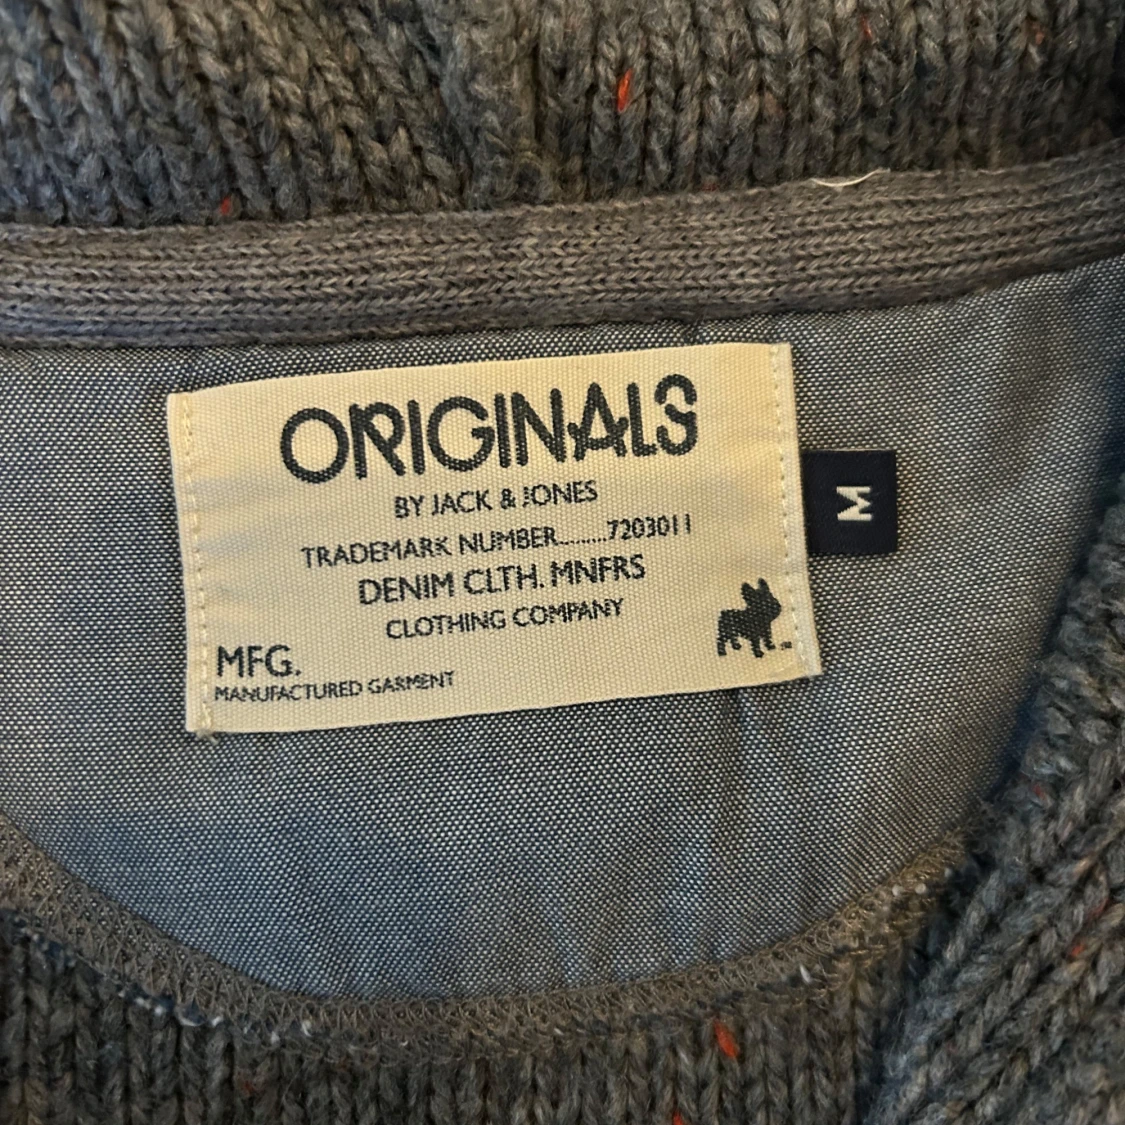 ORIGINALS
BY JACK & JONES
TRADEMARK NUMBER........7203011
DENIM CLTH. MNFRS
CLOTHING COMPANY
MFG.
MANUFACTURED GARMENT
M